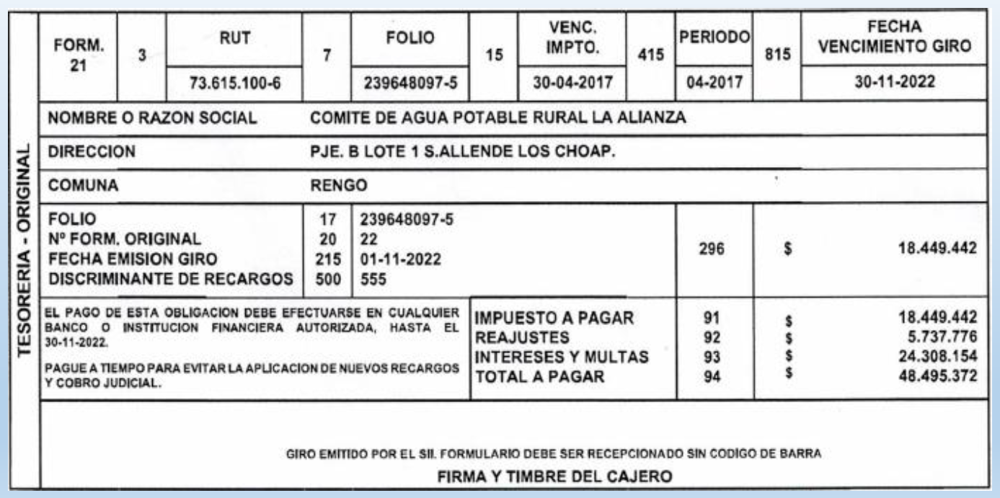 TESORERIA - ORIGINAL
FORM. 21
3
RUT
73.615.100-6
7
FOLIO
239648097-5
15
VENC. IMPTO.
30-04-2017
415
PERIODO
04-2017
815
FECHA VENCIMIENTO GIRO
30-11-2022
NOMBRE O RAZON SOCIAL COMITE DE AGUA POTABLE RURAL LA ALIANZA
DIRECCION PJE. B LOTE 1 S.ALLENDE LOS CHOAP.
COMUNA RENGO
FOLIO 17 239648097-5
Nº FORM. ORIGINAL 20 22
FECHA EMISION GIRO 215 01-11-2022
DISCRIMINANTE DE RECARGOS 500 555
296 $ 18.449.442
EL PAGO DE ESTA OBLIGACION DEBE EFECTUARSE EN CUALQUIER
BANCO O INSTITUCION FINANCIERA AUTORIZADA, HASTA EL
30-11-2022.
PAGUE A TIEMPO PARA EVITAR LA APLICACION DE NUEVOS RECARGOS
Y COBRO JUDICIAL.
IMPUESTO A PAGAR 91 $ 18.449.442
REAJUSTES 92 $ 5.737.776
INTERESES Y MULTAS 93 $ 24.308.154
TOTAL A PAGAR 94 $ 48.495.372
GIRO EMITIDO POR EL SII. FORMULARIO DEBE SER RECEPCIONADO SIN CODIGO DE BARRA
FIRMA Y TIMBRE DEL CAJERO